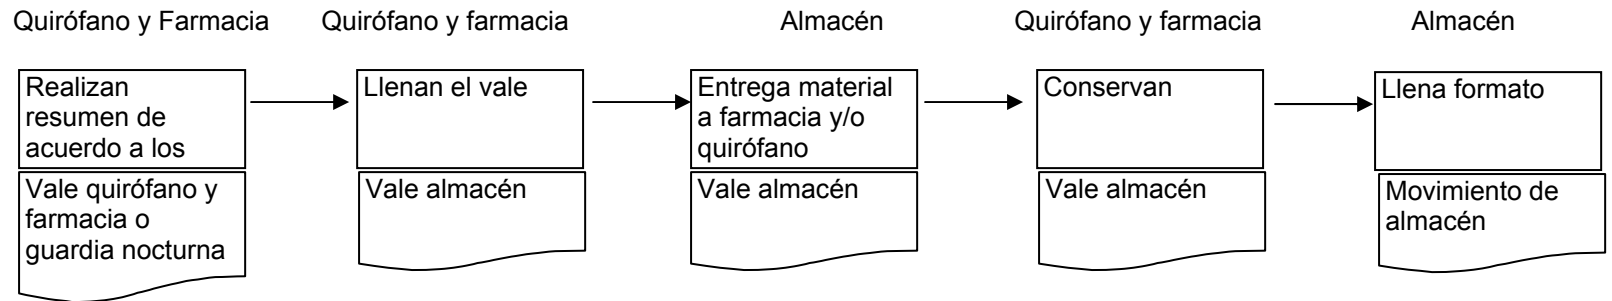 Quirófano y Farmacia
Quirófano y farmacia
Almacén
Quirófano y farmacia
Almacén
Realizan
resumen de
acuerdo a los
Vale quirófano y
farmacia o
guardia nocturna
Llenan el vale
Vale almacén
Entrega material
a farmacia y/o
quirófano
Vale almacén
Conservan
Vale almacén
Llena formato
Movimiento de
almacén